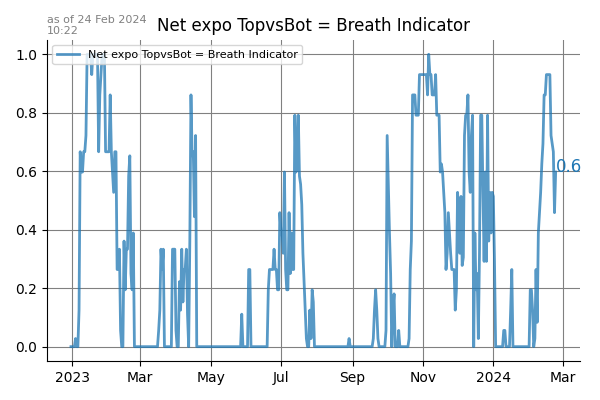 as of 24 Feb 2024
10:22
Net expo TopvsBot = Breath Indicator
Net expo TopvsBot = Breath Indicator
1.0
0.8
0.6
0.4
0.2
0.0
0.6
2023 Mar May Jul Sep Nov 2024 Mar